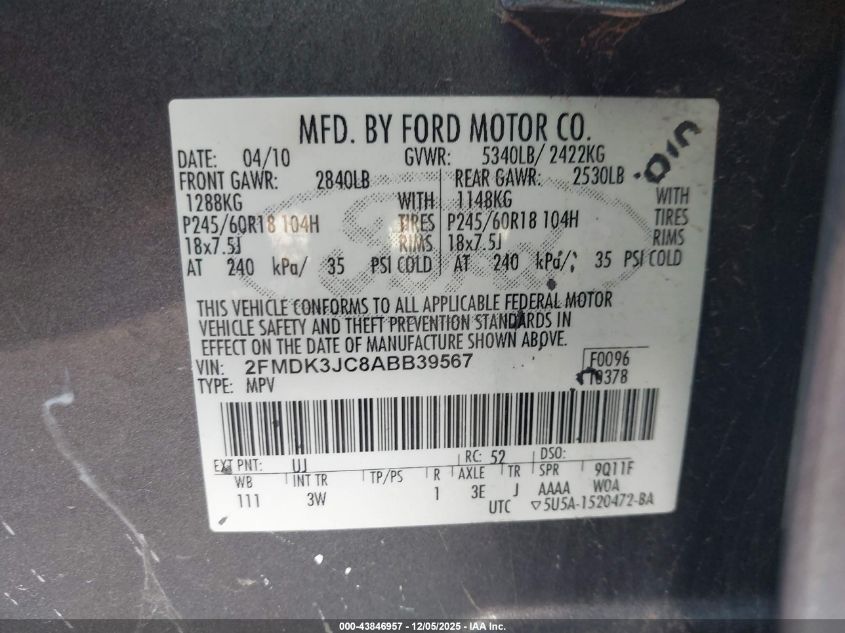 MFD. BY FORD MOTOR CO.
DATE: 04/10 GVWR: 5340LB/ 2422KG
FRONT GAWR: 2840LB REAR GAWR: 2530LB
1288KG WITH 1148KG WITH
P245/60R18 104H TIRES P245/60R18 104H TIRES
18x7.5J RIMS 18x7.5J RIMS
AT 240 kPa/ 35 PSI COLD AT 240 kPa/ 35 PSI COLD
THIS VEHICLE CONFORMS TO ALL APPLICABLE FEDERAL MOTOR
VEHICLE SAFETY AND THEFT PREVENTION STANDARDS IN
EFFECT ON THE DATE OF MANUFACTURE SHOWN ABOVE.
VIN: 2FMDK3JC8ABB39567 F0096
TYPE: MPV 10378
EXT PNT: UJ RC: 52 DSO:
WB INT TR TP/PS R AXLE TR SPR 9Q11F
111 3W 1 3E J AAAA W0A
UTC ▽5U5A-1520472-BA
000-43846957 - 12/05/2025 - IAA Inc.